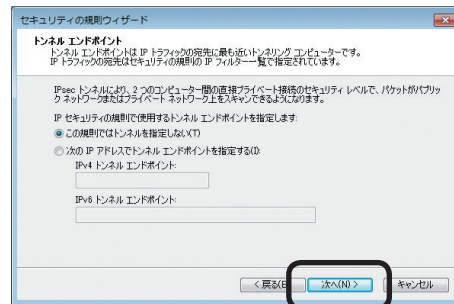 セキュリティの規則ウィザード
トンネル エンドポイント
トンネル エンドポイントは IP トラフィックの宛先に最も近いトンネリング コンピューターです。
IP トラフィックの宛先はセキュリティの規則の IP フィルター一覧で指定されています。
IPsec トンネルにより、2 つのコンピューター間の直接プライベート接続のセキュリティ レベルで、パケットがパブリッ
ク ネットワークまたはプライベート ネットワーク上をスキャンできるようになります。
IP セキュリティの規則で使用するトンネル エンドポイントを指定します:
この規則ではトンネルを指定しない(T)
次の IP アドレスでトンネル エンドポイントを指定する(I):
IPv4 トンネル エンドポイント:
IPv6 トンネル エンドポイント:
< 戻る(B 次へ(N) > キャンセル